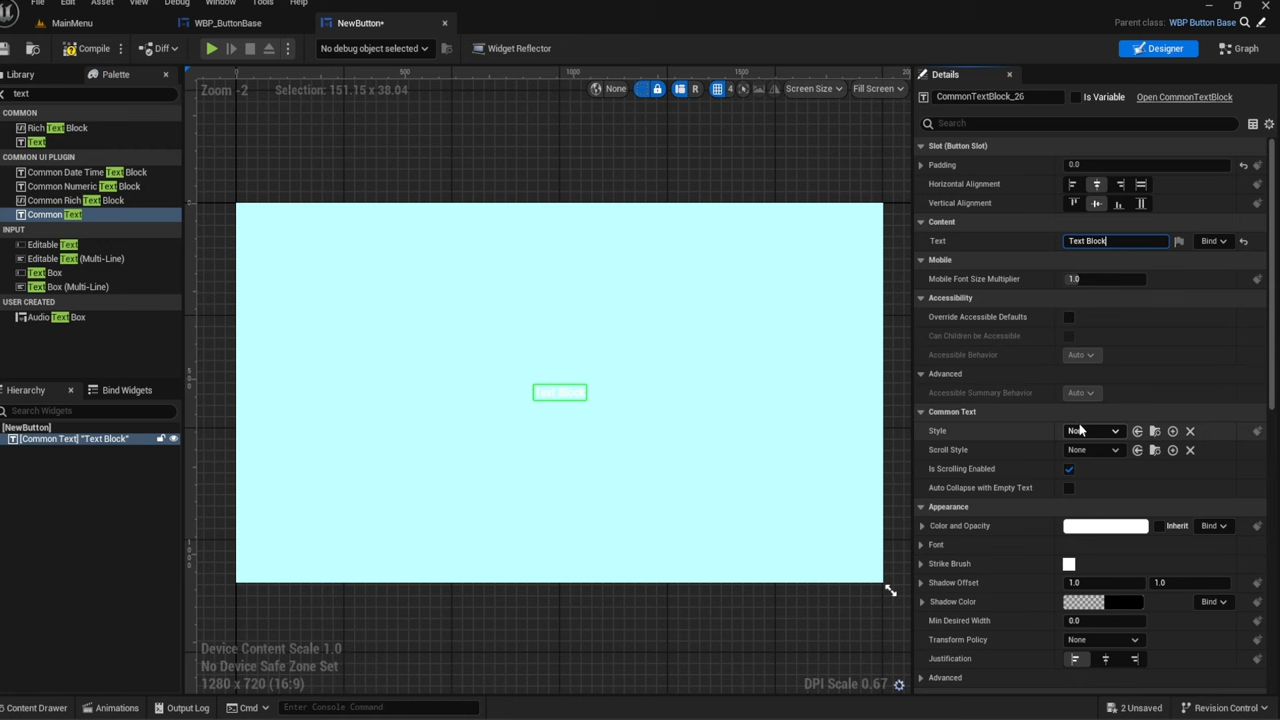 File Edit Asset View Debug Window Tools Help
MainMenu WBP_ButtonBase NewButton*
Parent class: WBP Button Base
Compile Diff No debug object selected Widget Reflector Designer Graph
Library Palette
text
COMMON
Rich Text Block
Text
COMMON UI PLUGIN
Common Date Time Text Block
Common Numeric Text Block
Common Rich Text Block
Common Text
INPUT
Editable Text
Editable Text (Multi-Line)
Text Box
Text Box (Multi-Line)
USER CREATED
Audio Text Box
Hierarchy Bind Widgets
Search Widgets
[NewButton]
[Common Text] "Text Block"
0 500 1000 1500
Zoom -2 Selection: 151.15 x 38.04 None R 4 Screen Size Fill Screen
Text Block
Device Content Scale 1.0
No Device Safe Zone Set
1280 x 720 (16:9) DPI Scale 0.67
Details
CommonTextBlock_26 Is Variable Open CommonTextBlock
Search
Slot (Button Slot)
Padding 0.0
Horizontal Alignment
Vertical Alignment
Content
Text Text Block Bind
Mobile
Mobile Font Size Multiplier 1.0
Accessibility
Override Accessible Defaults
Can Children be Accessible
Accessible Behavior Auto
Advanced
Accessible Summary Behavior Auto
Common Text
Style
Scroll Style None
Is Scrolling Enabled
Auto Collapse with Empty Text
Appearance
Color and Opacity Inherit Bind
Font
Strike Brush
Shadow Offset 1.0 1.0
Shadow Color Bind
Min Desired Width 0.0
Transform Policy None
Justification
Advanced
Content Drawer Animations Output Log Cmd Enter Console Command 2 Unsaved Revision Control